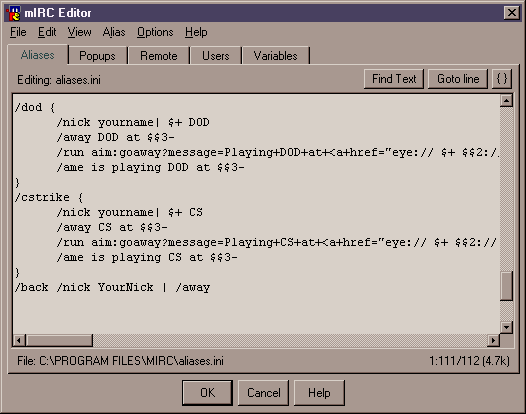 mIRC Editor
File Edit View Alias Options Help
Aliases Popups Remote Users Variables
Editing: aliases.ini Find Text Goto line { }
/dod {
/nick yourname| $+ DOD
/away DOD at $$3-
/run aim:goaway?message=Playing+DOD+at+<a+href="eye:// $+ $$2:/
/ame is playing DOD at $$3-
}
/cstrike {
/nick yourname| $+ CS
/away CS at $$3-
/run aim:goaway?message=Playing+CS+at+<a+href="eye:// $+ $$2://
/ame is playing CS at $$3-
}
/back /nick YourNick | /away
File: C:\PROGRAM FILES\MIRC\aliases.ini 1:111/112 (4.7k)
OK Cancel Help